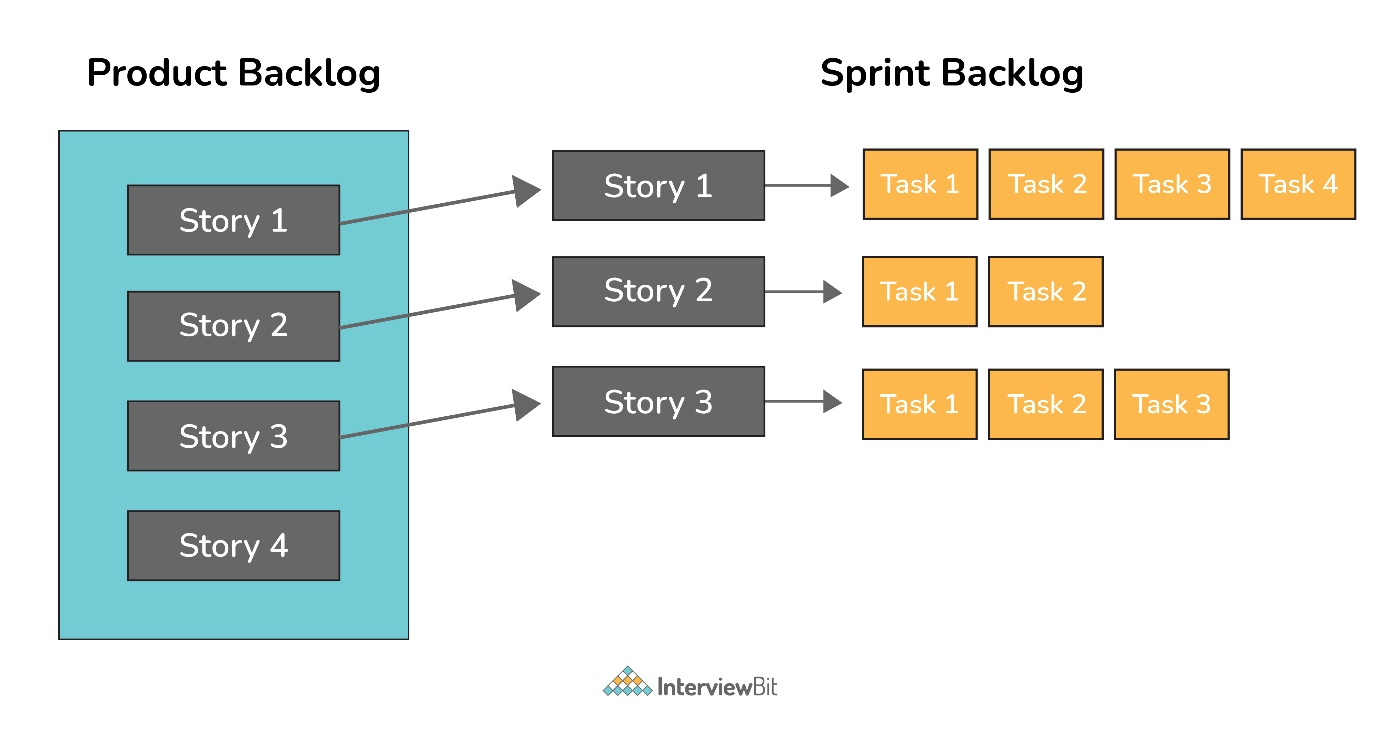 Product Backlog
Sprint Backlog
Story 1
Story 2
Story 3
Story 4
Story 1
Task 1
Task 2
Task 3
Task 4
Story 2
Task 1
Task 2
Story 3
Task 1
Task 2
Task 3
InterviewBit